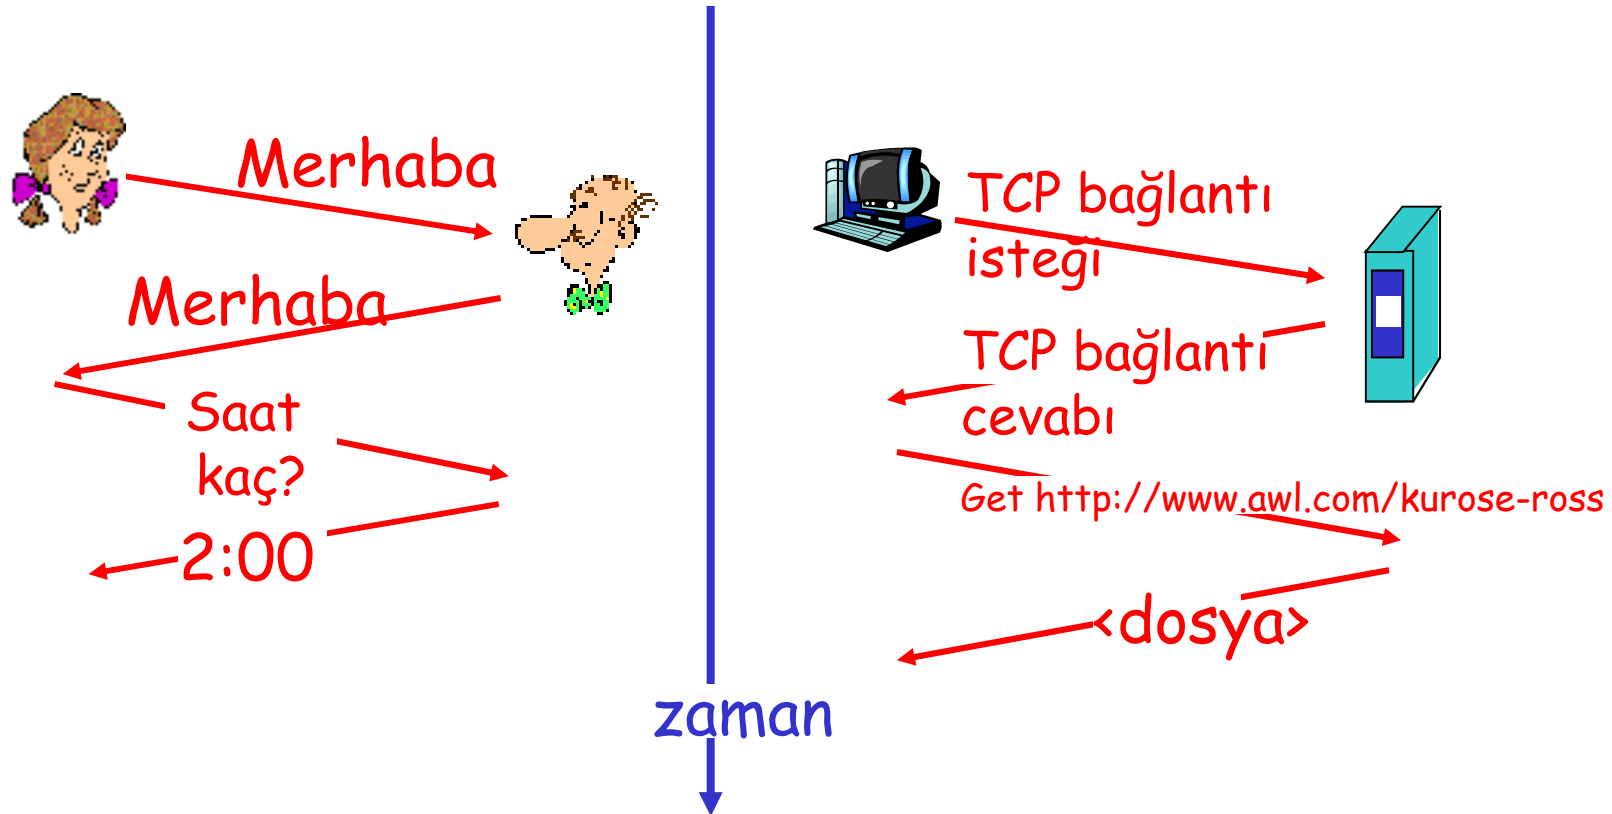 Merhaba
Merhaba
Saat
kaç?
2:00
TCP bağlantı
isteği
TCP bağlantı
cevabı
Get http://www.awl.com/kurose-ross
<dosya>
zaman